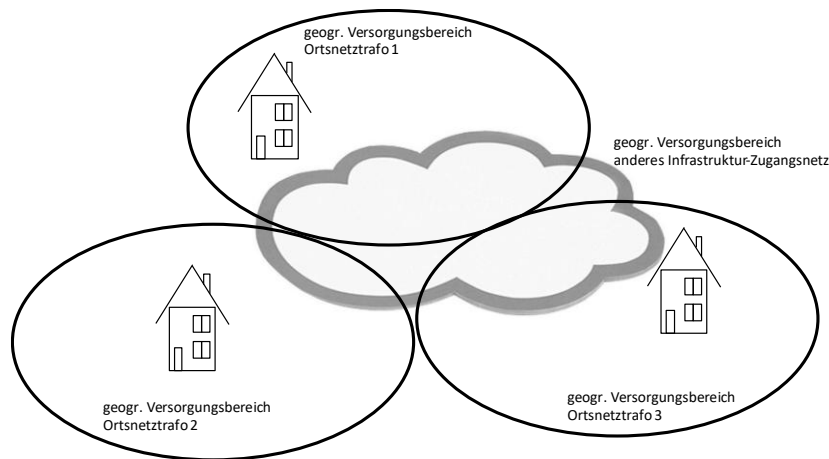 geogr. Versorgungsbereich
Ortsnetztrafo 1
geogr. Versorgungsbereich
anderes Infrastruktur-Zugangsnetz
geogr. Versorgungsbereich
Ortsnetztrafo 2
geogr. Versorgungsbereich
Ortsnetztrafo 3